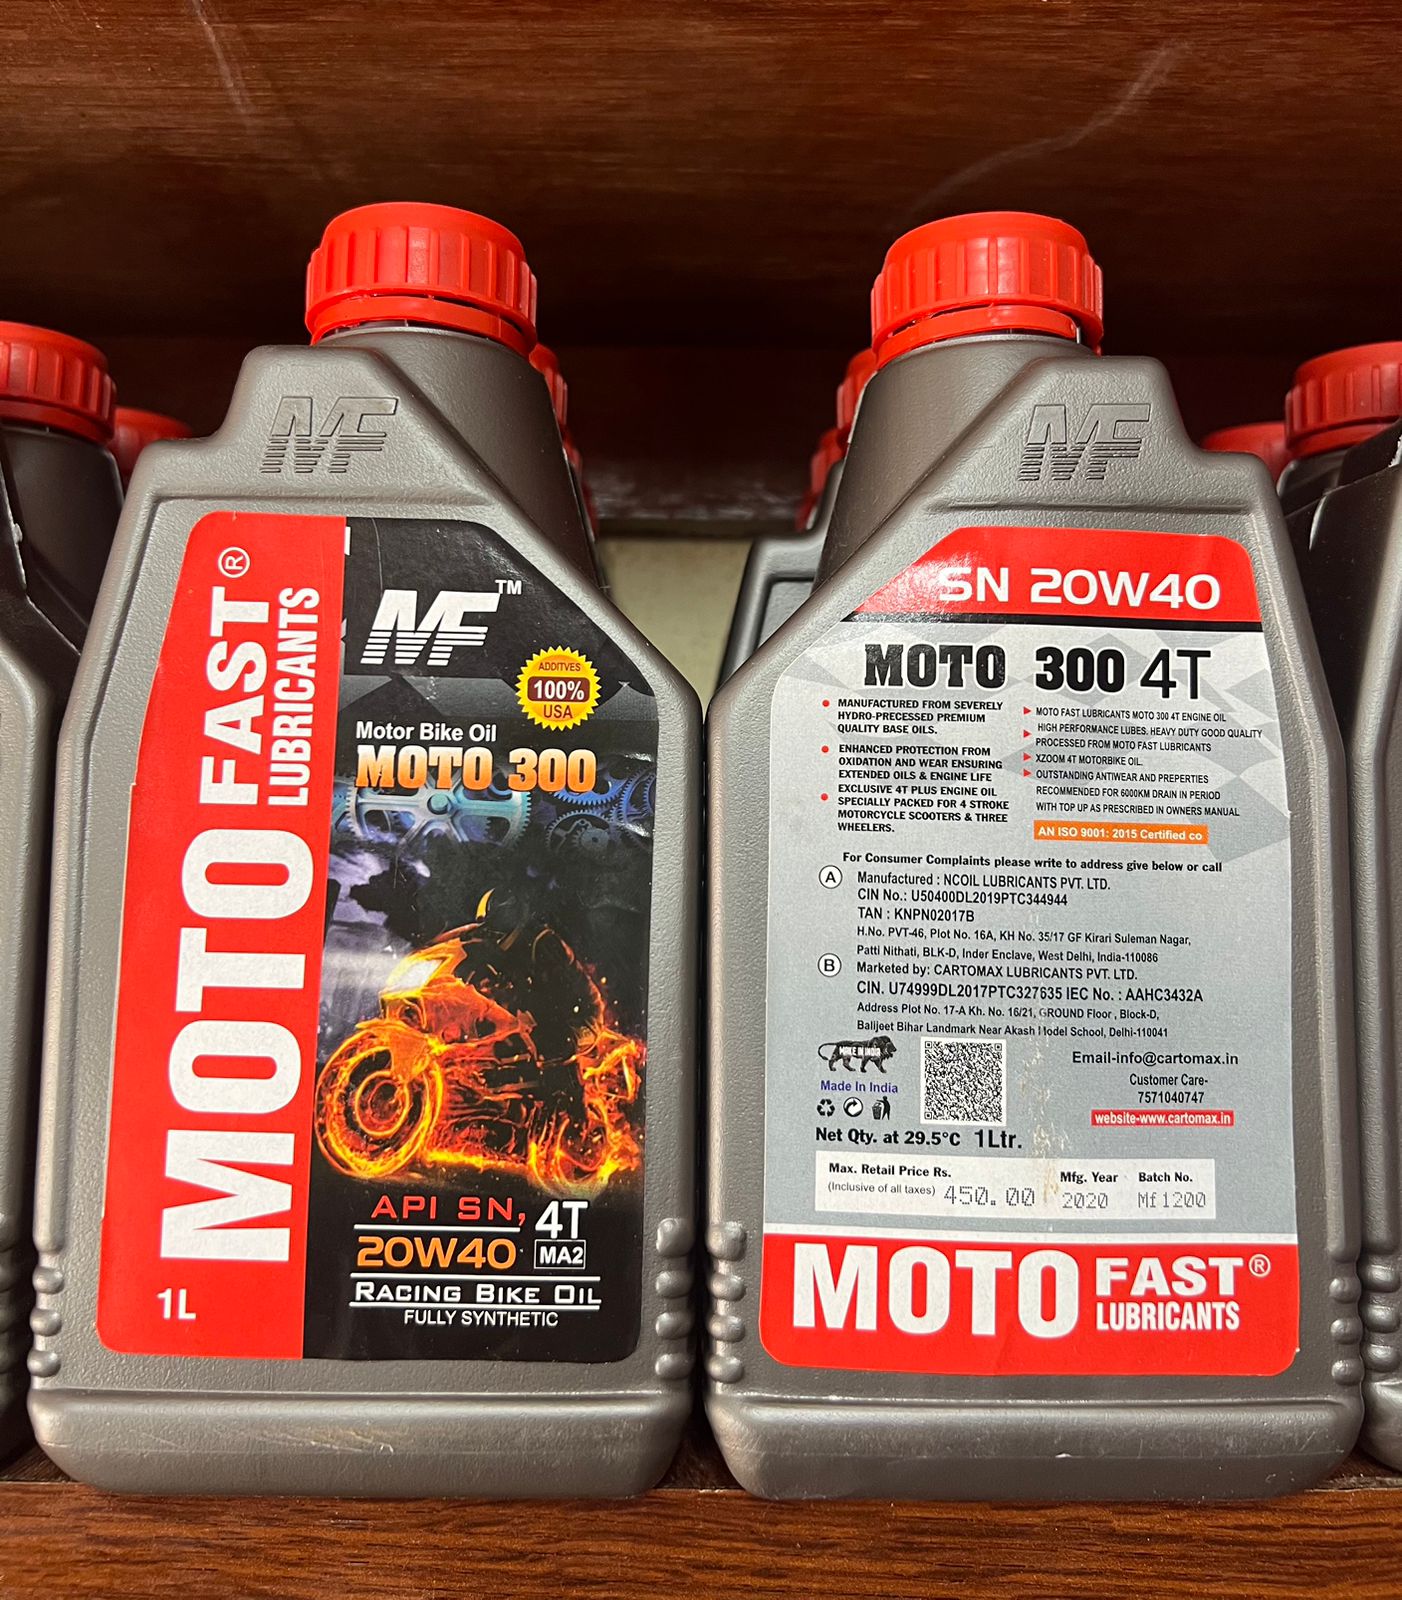 MF
MOTO FAST®
LUBRICANTS
1L
MF™
ADDITVES
100%
USA
Motor Bike Oil
MOTO 300
API SN, 4T
20W40 MA2
RACING BIKE OIL
FULLY SYNTHETIC
MF
SN 20W40
MOTO 300 4T
MANUFACTURED FROM SEVERELY
HYDRO-PRECESSED PREMIUM
QUALITY BASE OILS.
ENHANCED PROTECTION FROM
OXIDATION AND WEAR ENSURING
EXTENDED OILS & ENGINE LIFE
EXCLUSIVE 4T PLUS ENGINE OIL
SPECIALLY PACKED FOR 4 STROKE
MOTORCYCLE SCOOTERS & THREE
WHEELERS.
MOTO FAST LUBRICANTS MOTO 300 4T ENGINE OIL
HIGH PERFORMANCE LUBES. HEAVY DUTY GOOD QUALITY
PROCESSED FROM MOTO FAST LUBRICANTS
XZOOM 4T MOTORBIKE OIL.
OUTSTANDING ANTIWEAR AND PREPERTIES
RECOMMENDED FOR 6000KM DRAIN IN PERIOD
WITH TOP UP AS PRESCRIBED IN OWNERS MANUAL
AN ISO 9001: 2015 Certified co
For Consumer Complaints please write to address give below or call
A Manufactured : NCOIL LUBRICANTS PVT. LTD.
CIN No.: U50400DL2019PTC344944
TAN : KNPN02017B
H.No. PVT-46, Plot No. 16A, KH No. 35/17 GF Kirari Suleman Nagar,
Patti Nithati, BLK-D, Inder Enclave, West Delhi, India-110086
B Marketed by: CARTOMAX LUBRICANTS PVT. LTD.
CIN. U74999DL2017PTC327635 IEC No. : AAHC3432A
Address Plot No. 17-A Kh. No. 16/21, GROUND Floor , Block-D,
Balijeet Bihar Landmark Near Akash Model School, Delhi-110041
MAKE IN INDIA
Made In India
Email-info@cartomax.in
Customer Care-
7571040747
website-www.cartomax.in
Net Qty. at 29.5°C 1Ltr.
Max. Retail Price Rs.
(Inclusive of all taxes) 450.00
Mfg. Year
2020
Batch No.
Mf1200
MOTO FAST®
LUBRICANTS